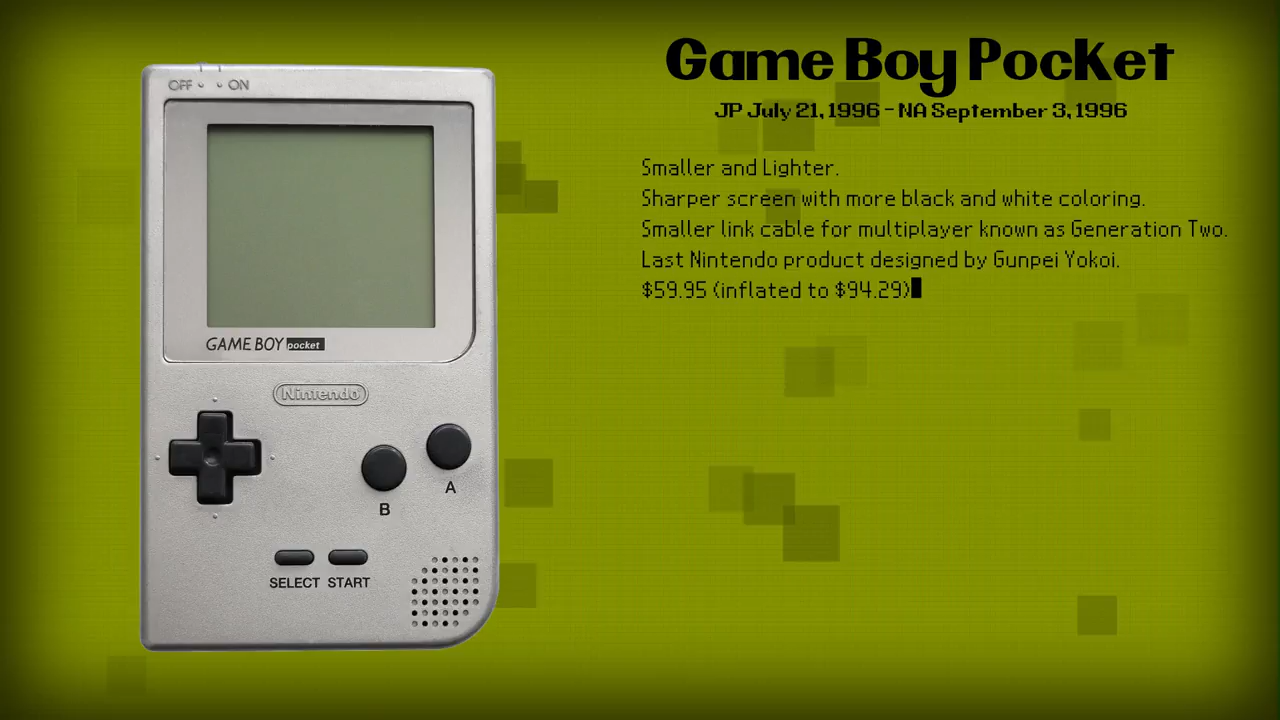 Game Boy Pocket
JP July 21, 1996 - NA September 3, 1996
Smaller and Lighter.
Sharper screen with more black and white coloring.
Smaller link cable for multiplayer known as Generation Two.
Last Nintendo product designed by Gunpei Yokoi.
$59.95 (inflated to $94.29)
OFF ON
GAME BOY pocket
Nintendo
A
B
SELECT START